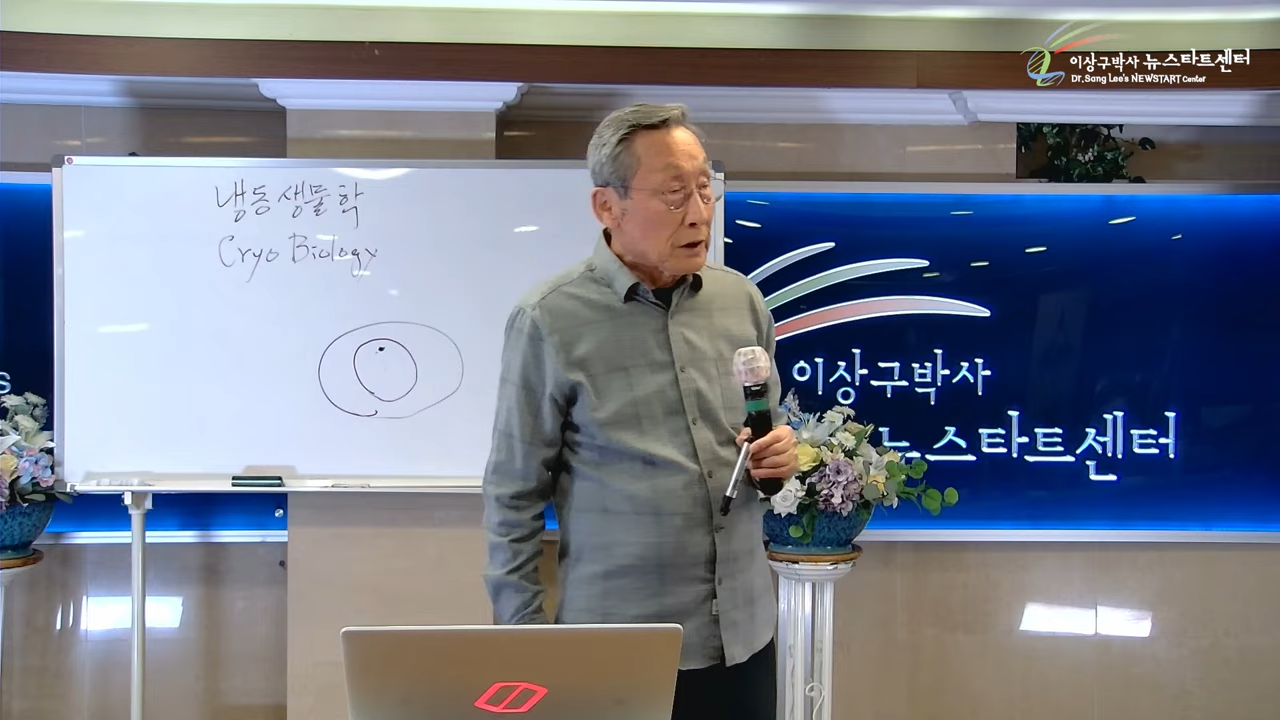 이상구박사 뉴스타트센터
Dr. Sang Lee's NEWSTART Center
냉동생물학
Cryo Biology
이상구박사
뉴스타트센터
s